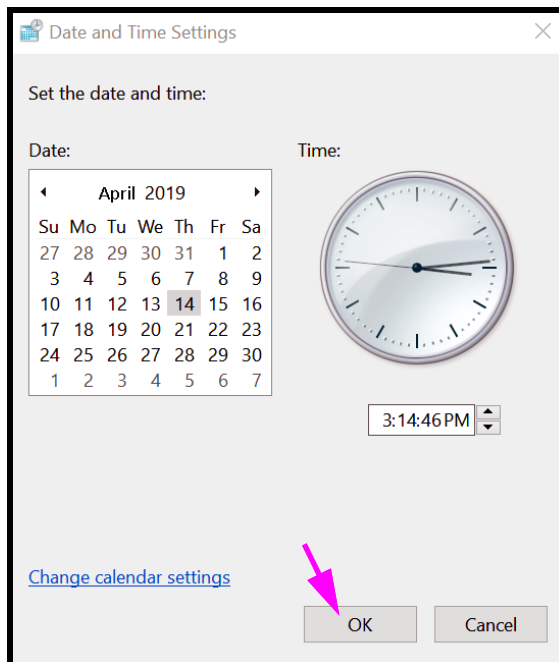 Date and Time Settings
Set the date and time:
Date:
Time:
April 2019
Su Mo Tu We Th Fr Sa
27 28 29 30 31 1 2
3 4 5 6 7 8 9
10 11 12 13 14 15 16
17 18 19 20 21 22 23
24 25 26 27 28 29 30
1 2 3 4 5 6 7
3:14:46 PM
Change calendar settings
OK
Cancel